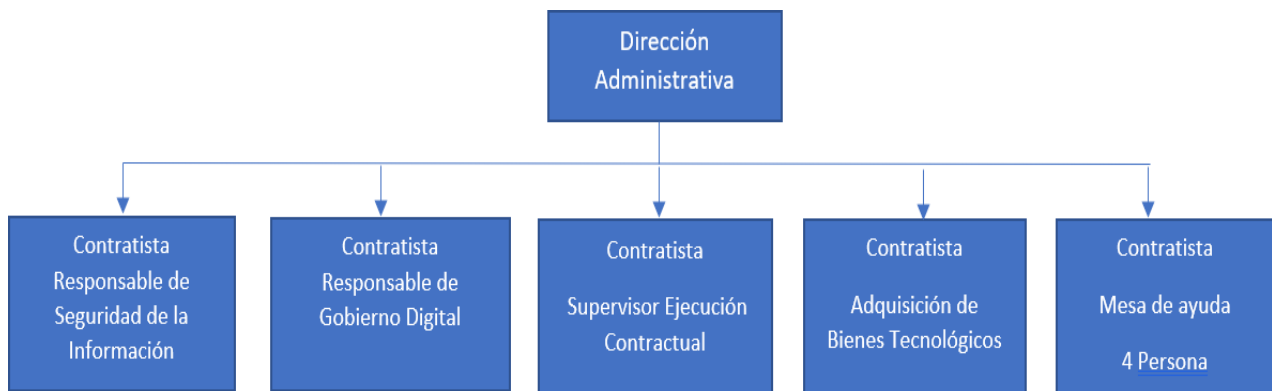 Dirección
Administrativa
Contratista
Responsable de
Seguridad de la
Información
Contratista
Responsable de
Gobierno Digital
Contratista
Supervisor Ejecución
Contractual
Contratista
Adquisición de
Bienes Tecnológicos
Contratista
Mesa de ayuda
4 Persona